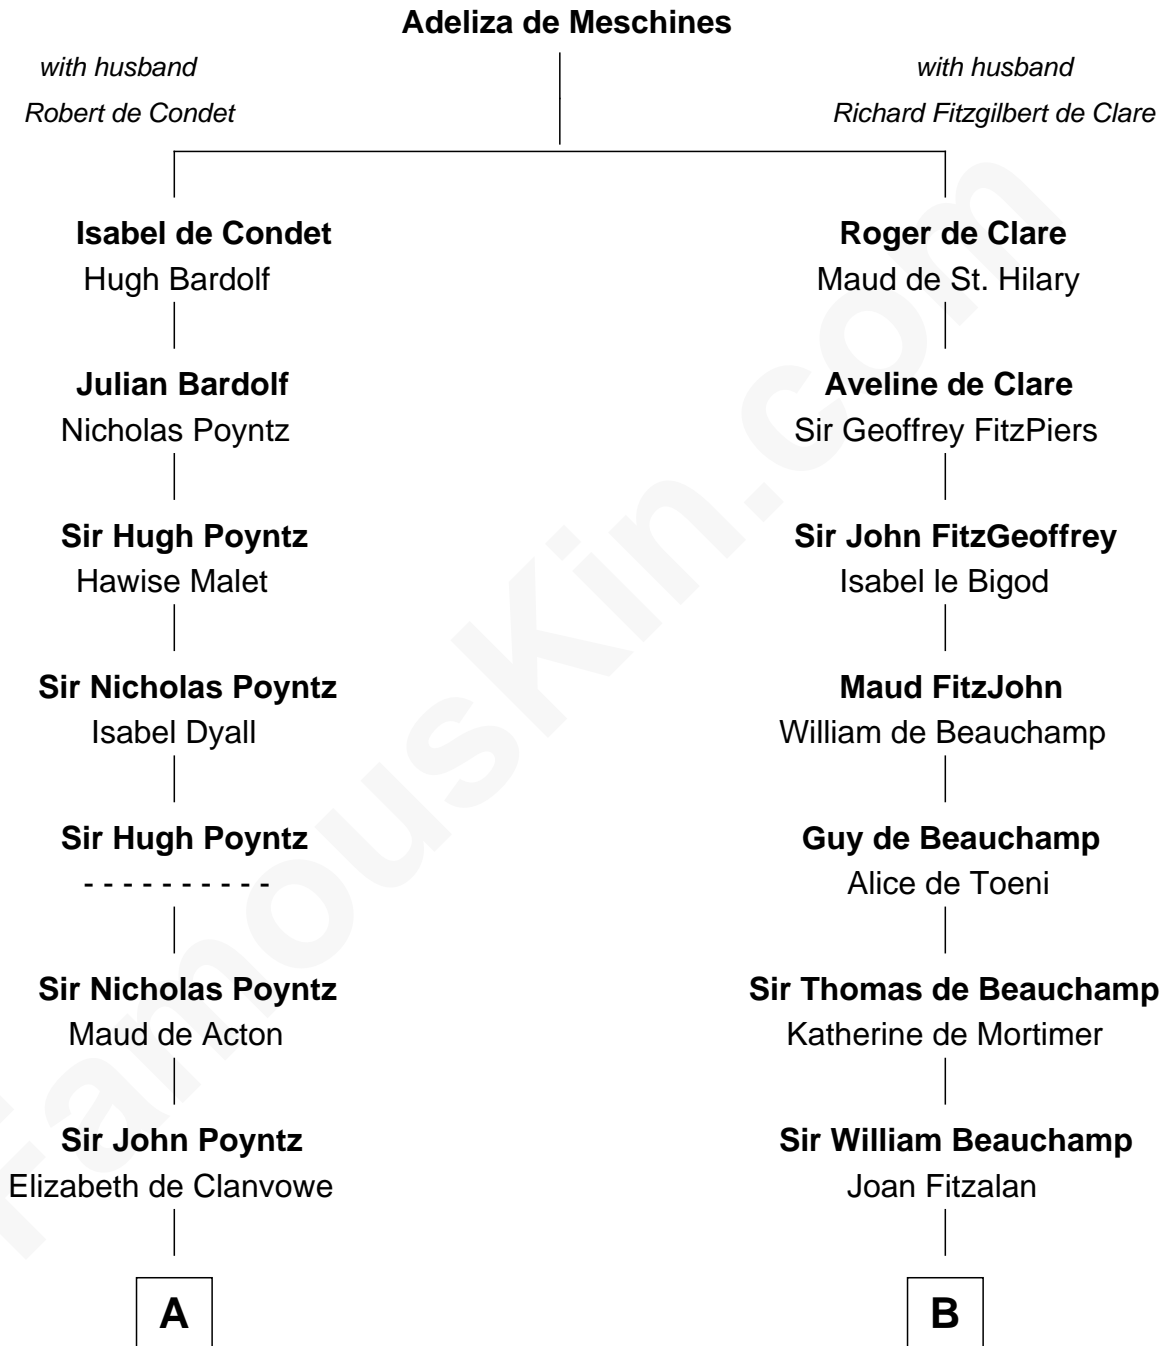 Adeliza de Meschines
with husband
Robert de Condet
with husband
Richard Fitzgilbert de Clare
Isabel de Condet
Hugh Bardolf
Roger de Clare
Maud de St. Hilary
Julian Bardolf
Nicholas Poyntz
Aveline de Clare
Sir Geoffrey FitzPiers
Sir Hugh Poyntz
Hawise Malet
Sir John FitzGeoffrey
Isabel le Bigod
Sir Nicholas Poyntz
Isabel Dyall
Maud FitzJohn
William de Beauchamp
Sir Hugh Poyntz
- - - - - - - - - -
Guy de Beauchamp
Alice de Toeni
Sir Nicholas Poyntz
Maud de Acton
Sir Thomas de Beauchamp
Katherine de Mortimer
Sir John Poyntz
Elizabeth de Clanvowe
Sir William Beauchamp
Joan Fitzalan
A
B
FamousKin.com